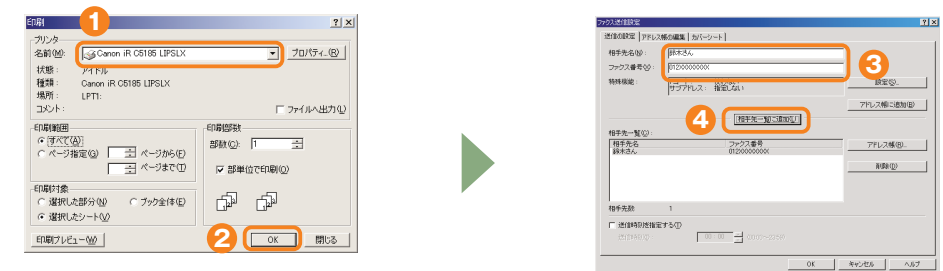 印刷
1
プリンタ
名前(M):
Canon iR C5185 LIPSLX
プロパティ...(R)
状態:
アイドル
種類:
Canon iR C5185 LIPSLX
場所:
LPT1:
コメント:
ファイルへ出力(L)
印刷範囲
すべて(A)
ページ指定(G)
ページから(F)
ページまで(T)
印刷部数
部数(C):
1
部単位で印刷(O)
印刷対象
選択した部分(N)
ブック全体(E)
選択したシート(V)
2
印刷プレビュー(W)
OK
閉じる
ファクス送信設定
送信の設定
アドレス帳の編集
カバーシート
相手先名(N):
鈴木さん
ファクス番号(X):
012XXXXXXX
3
特殊機能:
サブアドレス: 指定しない
設定(S)...
アドレス帳に追加(B)
4
相手先一覧に追加(L)
相手先一覧(C):
相手先名
ファクス番号
鈴木さん
012XXXXXXX
アドレス帳(R)...
削除(D)
相手先数
1
送信時刻を指定する(T)
00:00
OK
キャンセル
ヘルプ